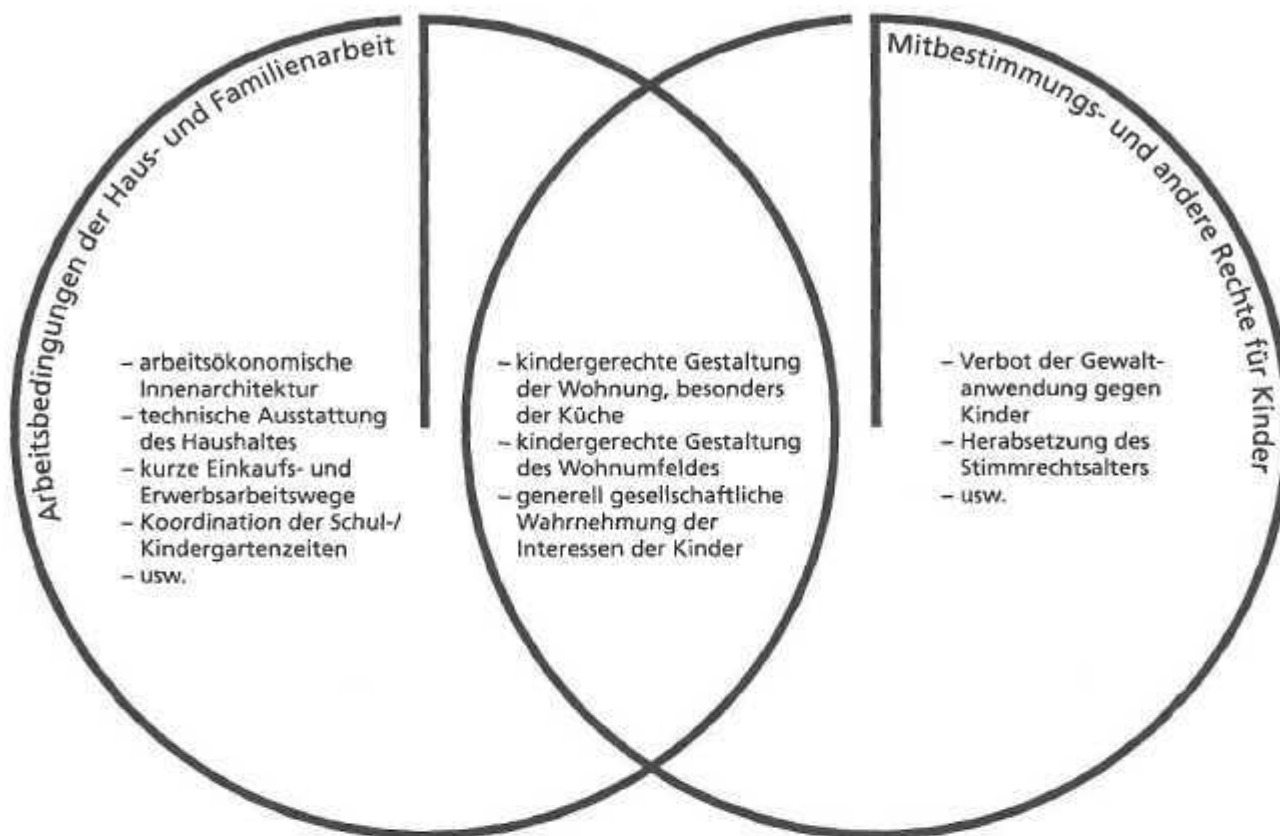 Arbeitsbedingungen der Haus- und Familienarbeit
– arbeitsökonomische
Innenarchitektur
– technische Ausstattung
des Haushaltes
– kurze Einkaufs- und
Erwerbsarbeitswege
– Koordination der Schul-/
Kindergartenzeiten
– usw.
– kindergerechte Gestaltung
der Wohnung, besonders
der Küche
– kindergerechte Gestaltung
des Wohnumfeldes
– generell gesellschaftliche
Wahrnehmung der
Interessen der Kinder
Mitbestimmungs- und andere Rechte für Kinder
– Verbot der Gewalt-
anwendung gegen
Kinder
– Herabsetzung des
Stimmrechtsalters
– usw.